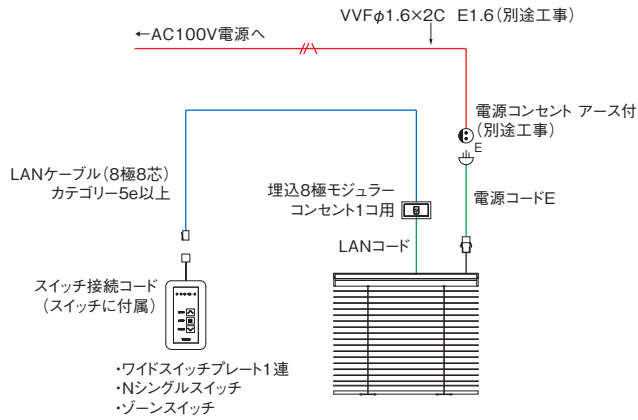 VVFφ1.6×2C E1.6(別途工事)
←AC100V電源へ
電源コンセント アース付
(別途工事)
E
LANケーブル(8極8芯)
カテゴリー5e以上
埋込8極モジュラー
コンセント1コ用
電源コードE
LANコード
スイッチ接続コード
(スイッチに付属)
・ワイドスイッチプレート1連
・Nシングルスイッチ
・ゾーンスイッチ